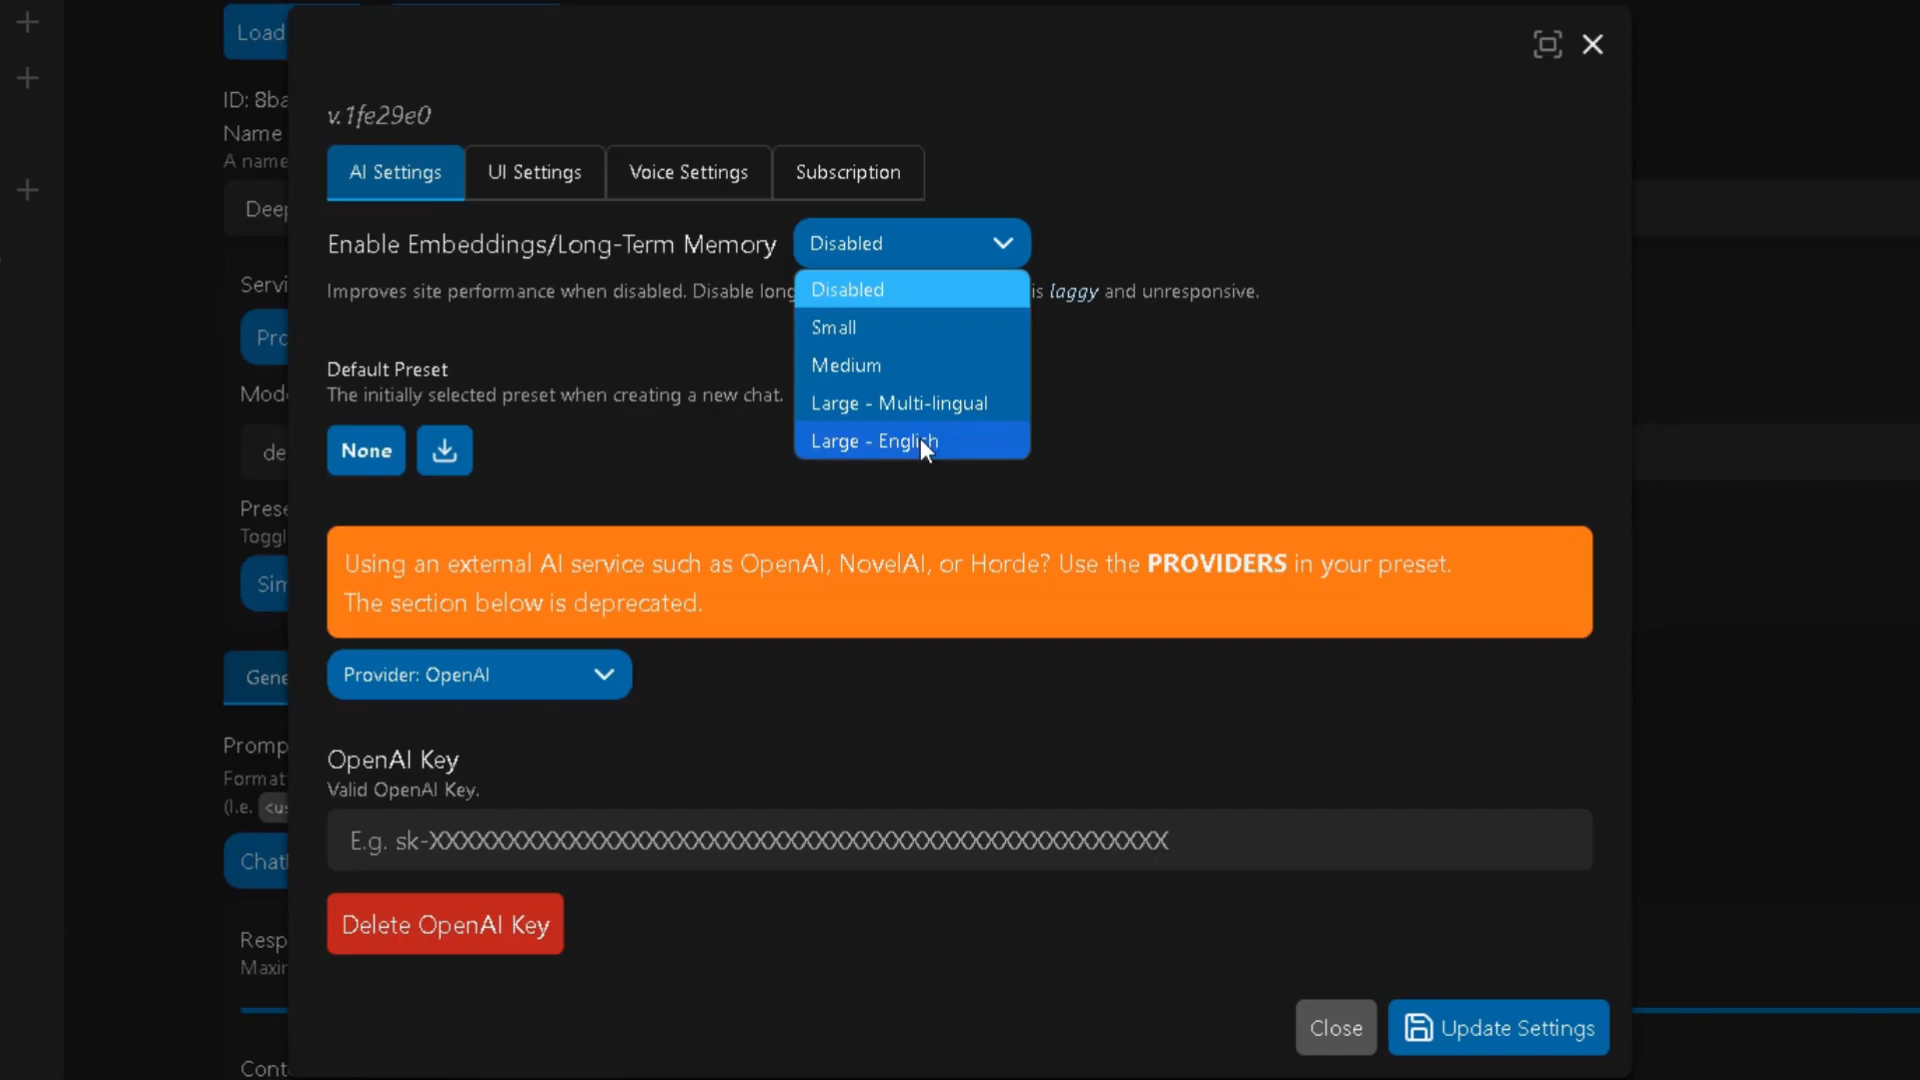 Load
ID: 8ba
Name
A name
Deep
Servi
Pro
Mode
de
Prese
Toggl
Sim
Gene
Promp
Format
(I.e. <us
Chat
Resp
Maxin
Conte
v.1fe29e0
AI Settings
UI Settings
Voice Settings
Subscription
Enable Embeddings/Long-Term Memory
Disabled
Improves site performance when disabled. Disable long
is laggy and unresponsive.
Disabled
Small
Medium
Large - Multi-lingual
Large - English
Default Preset
The initially selected preset when creating a new chat.
None
Using an external AI service such as OpenAI, NovelAI, or Horde? Use the PROVIDERS in your preset.
The section below is deprecated.
Provider: OpenAI
OpenAI Key
Valid OpenAI Key.
E.g. sk-XXXXXXXXXXXXXXXXXXXXXXXXXXXXXXXXXXXXXXXXXXXXXXXX
Delete OpenAI Key
Close
Update Settings